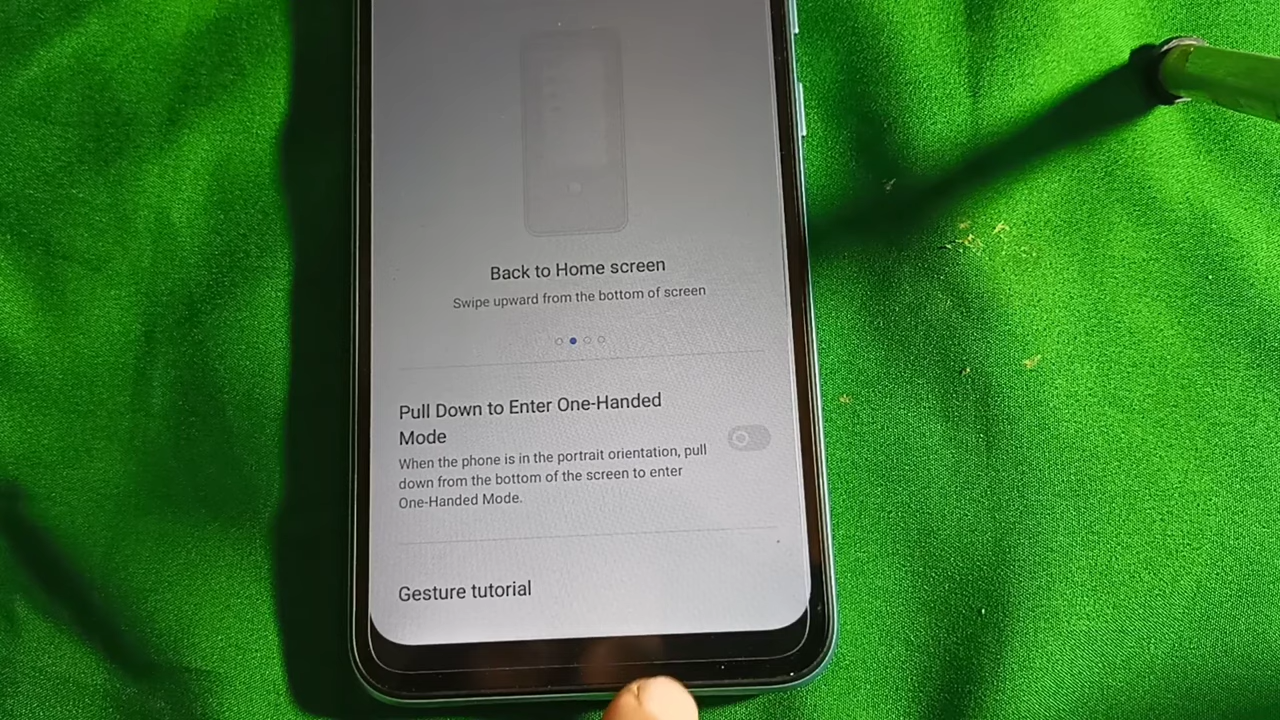 Back to Home screen
Swipe upward from the bottom of screen
Pull Down to Enter One-Handed
Mode
When the phone is in the portrait orientation, pull
down from the bottom of the screen to enter
One-Handed Mode.
Gesture tutorial